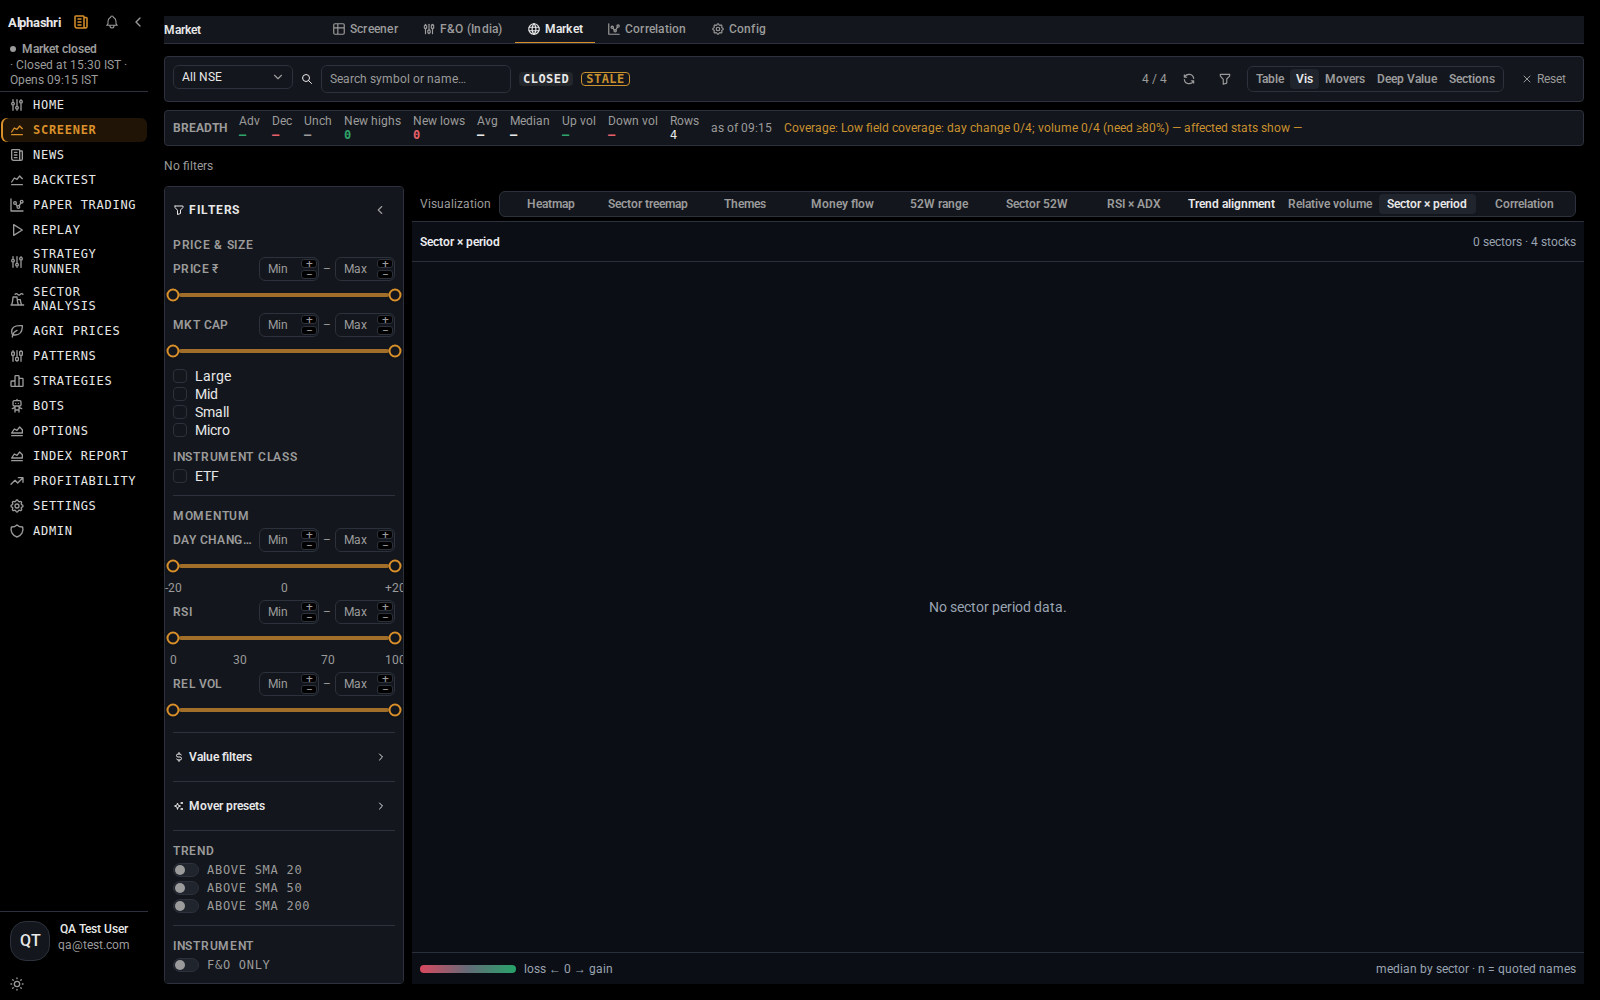 Alphashri
Market closed
· Closed at 15:30 IST ·
Opens 09:15 IST
HOME
SCREENER
NEWS
BACKTEST
PAPER TRADING
REPLAY
STRATEGY
RUNNER
SECTOR
ANALYSIS
AGRI PRICES
PATTERNS
STRATEGIES
BOTS
OPTIONS
INDEX REPORT
PROFITABILITY
SETTINGS
ADMIN
QT
QA Test User
qa@test.com
Market
Screener F&O (India) Market Correlation Config
All NSE Search symbol or name... CLOSED STALE 4 / 4 Table Vis Movers Deep Value Sections Reset
BREADTH Adv Dec Unch New highs New lows Avg Median Up vol Down vol Rows as of 09:15 Coverage: Low field coverage: day change 0/4; volume 0/4 (need ≥80%) — affected stats show —
— — — 0 0 — — — — 4
No filters
FILTERS
PRICE & SIZE
PRICE ₹ Min + − – Max + −
MKT CAP Min + − – Max + −
Large
Mid
Small
Micro
INSTRUMENT CLASS
ETF
MOMENTUM
DAY CHANG... Min + − – Max + −
-20 0 +20
RSI Min + − – Max + −
0 30 70 100
REL VOL Min + − – Max + −
Value filters
Mover presets
TREND
ABOVE SMA 20
ABOVE SMA 50
ABOVE SMA 200
INSTRUMENT
F&O ONLY
Visualization Heatmap Sector treemap Themes Money flow 52W range Sector 52W RSI × ADX Trend alignment Relative volume Sector × period Correlation
Sector × period 0 sectors · 4 stocks
No sector period data.
loss ← 0 → gain median by sector · n = quoted names